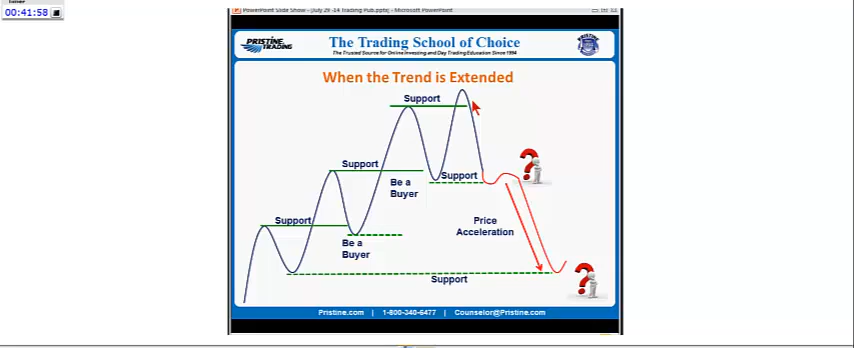 timer
00:41:58
PowerPoint Slide Show - [July 29 -14 Trading Pub.pptx] - Microsoft PowerPoint
PRISTINE
TRADING
The Trading School of Choice
The Trusted Source for Online Investing and Day Trading Education Since 1994
When the Trend is Extended
Support
Support
Be a
Buyer
Support
Support
Price
Acceleration
Be a
Buyer
Support
Pristine.com | 1-800-340-6477 | Counselor@Pristine.com